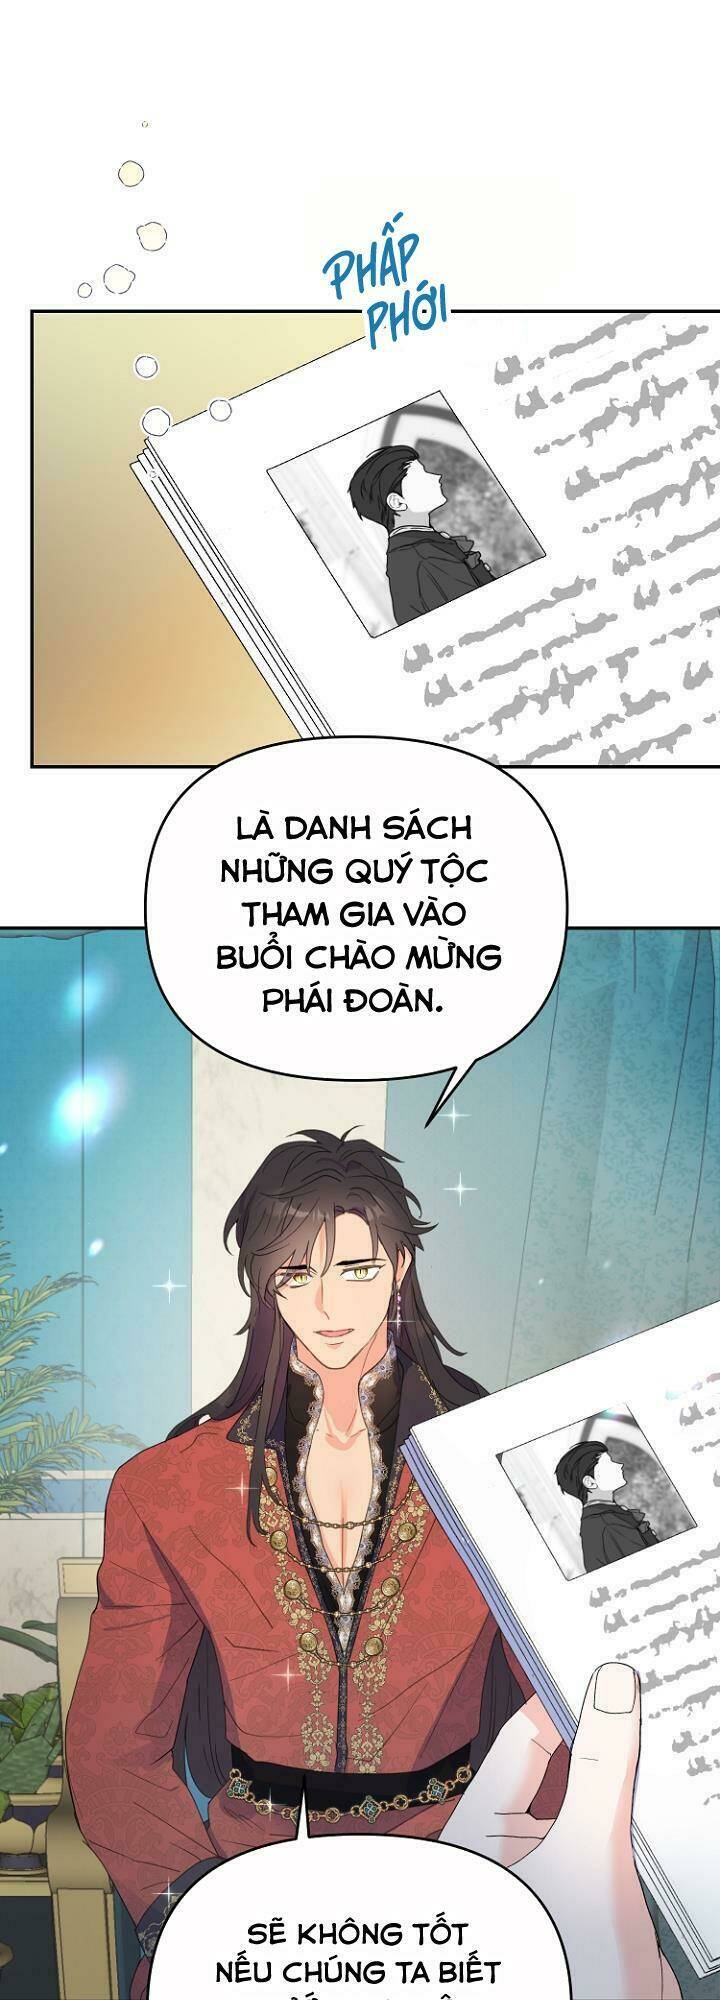 PHẤP
PHỚI
LÀ DANH SÁCH
NHỮNG QUÝ TỘC
THAM GIA VÀO
BUỔI CHÀO MỪNG
PHÁI ĐOÀN.
SẼ KHÔNG TỐT
NẾU CHÚNG TA BIẾT